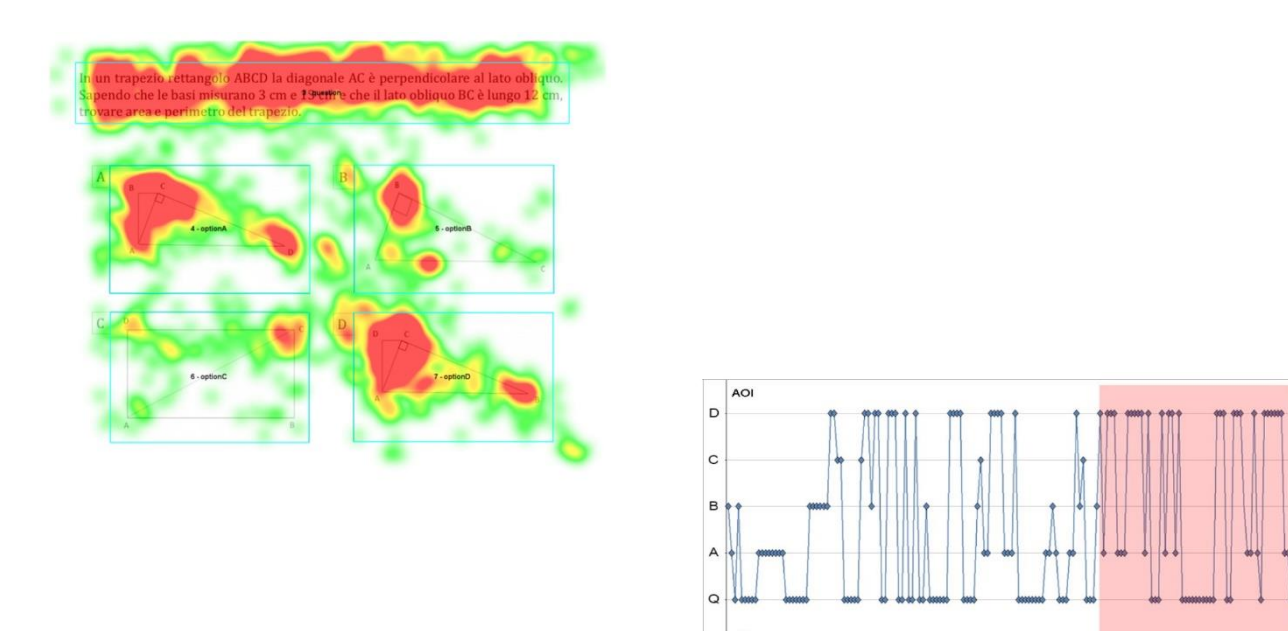 In un trapezio rettangolo ABCD la diagonale AC è perpendicolare al lato obliquo.
Sapendo che le basi misurano 3 cm e 15 cm e che il lato obliquo BC è lungo 12 cm,
trovare area e perimetro del trapezio.
A
B C
4 - optionA
A D
B
B
5 - optionB
A C
C
D C
6 - optionC
A B
D
D C
7 - optionD
A
AOI
D
C
B
A
Q